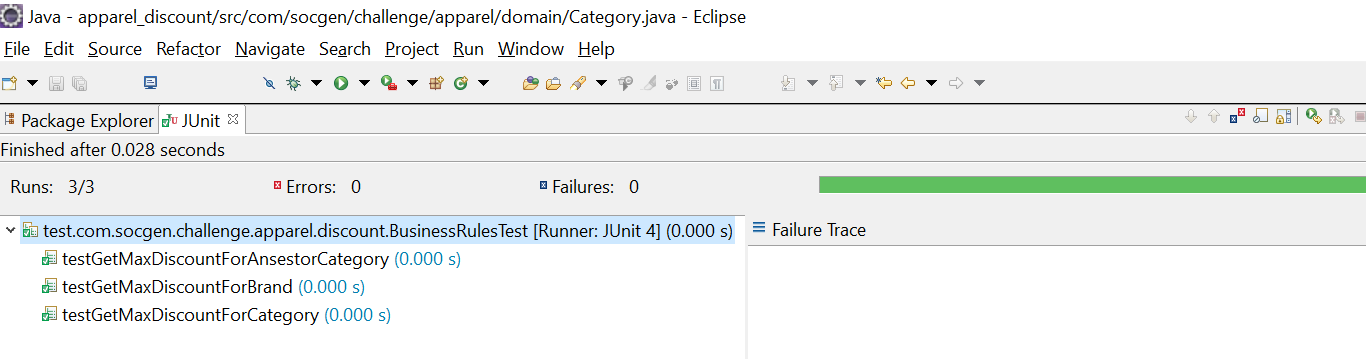 Java - apparel_discount/src/com/socgen/challenge/apparel/domain/Category.java - Eclipse
File Edit Source Refactor Navigate Search Project Run Window Help
Package Explorer JUnit
Finished after 0.028 seconds
Runs: 3/3 Errors: 0 Failures: 0
test.com.socgen.challenge.apparel.discount.BusinessRulesTest [Runner: JUnit 4] (0.000 s)
Failure Trace
testGetMaxDiscountForAnsestorCategory (0.000 s)
testGetMaxDiscountForBrand (0.000 s)
testGetMaxDiscountForCategory (0.000 s)